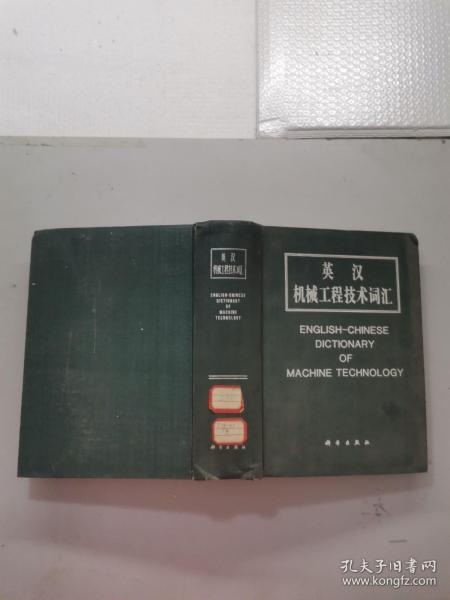 英汉
机械工程技术词汇
ENGLISH-CHINESE
DICTIONARY
OF
MACHINE
TECHNOLOGY
科学出版社
英汉
机械工程技术词汇
ENGLISH-CHINESE
DICTIONARY
OF
MACHINE TECHNOLOGY
科学出版社
孔夫子旧书网
www.kongfz.com